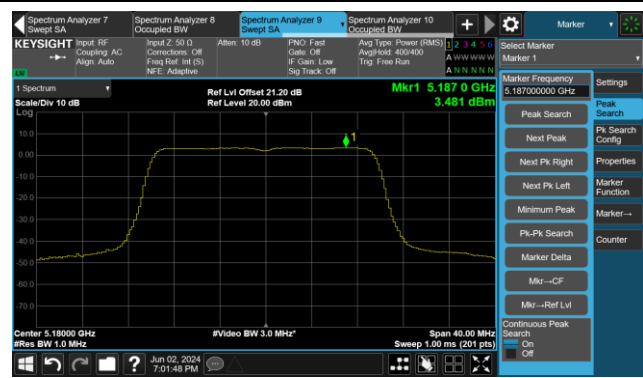 Spectrum Analyzer 7
Swept SA
Spectrum Analyzer 8
Occupied BW
Spectrum Analyzer 9
Swept SA
Spectrum Analyzer 10
Occupied BW
Marker
KEYSIGHT
Input: RF
Coupling: AC
Align: Auto
Input Z: 50 Ω
Corrections: Off
Freq Ref: Int (S)
NFE: Adaptive
Atten: 10 dB
PNO: Fast
Gate: Off
IF Gain: Low
Sig Track: Off
Avg Type: Power (RMS)
Avg|Hold: 400/400
Trig: Free Run
1 2 3 4 5 6
A W W W W W
A N N N N N
Select Marker
Marker 1
1 Spectrum
Scale/Div 10 dB
Log
Ref Lvl Offset 21.20 dB
Ref Level 20.00 dBm
Mkr1 5.187 0 GHz
3.481 dBm
10.0
0.00
-10.0
-20.0
-30.0
-40.0
-50.0
-60.0
-70.0
1
Center 5.18000 GHz
#Res BW 1.0 MHz
#Video BW 3.0 MHz*
Span 40.00 MHz
Sweep 1.00 ms (201 pts)
Marker Frequency
5.187000000 GHz
Peak Search
Next Peak
Next Pk Right
Next Pk Left
Minimum Peak
Pk-Pk Search
Marker Delta
Mkr→CF
Mkr→Ref Lvl
Continuous Peak
Search
On
Off
Settings
Peak
Search
Pk Search
Config
Properties
Marker
Function
Marker→
Counter
Jun 02, 2024
7:01:48 PM